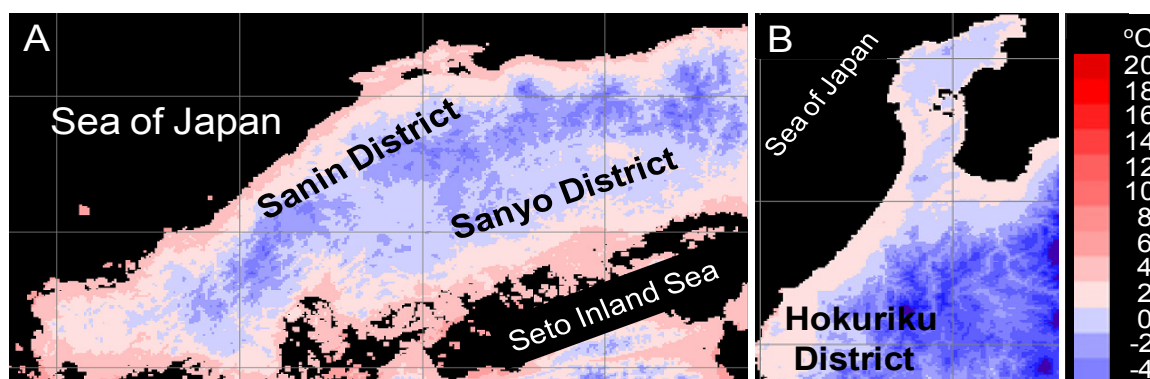 A
Sea of Japan
Sanin District
Sanyo District
Seto Inland Sea
B
Sea of Japan
Hokuriku
District
°C
20
18
16
14
12
10
8
6
4
2
0
-2
-4